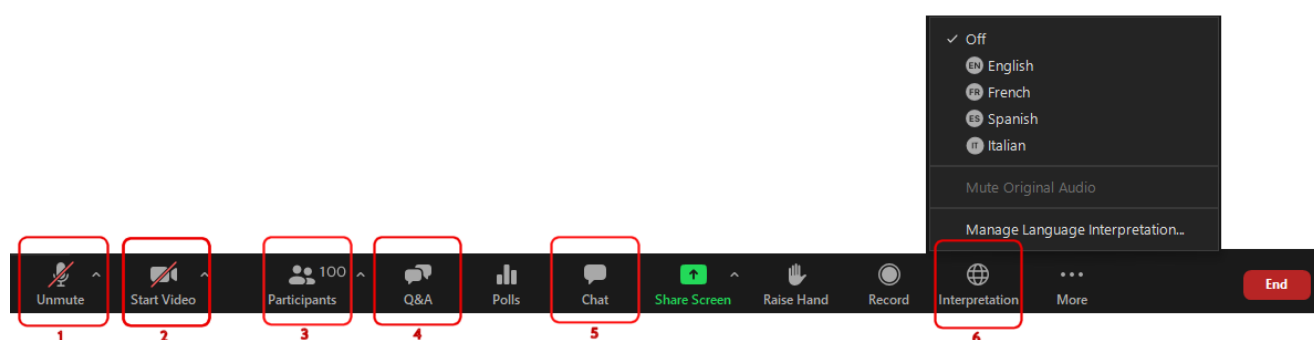 Off
EN English
FR French
ES Spanish
IT Italian
Mute Original Audio
Manage Language Interpretation...
100
Unmute Start Video Participants Q&A Polls Chat Share Screen Raise Hand Record Interpretation More End
1 2 3 4 5 6